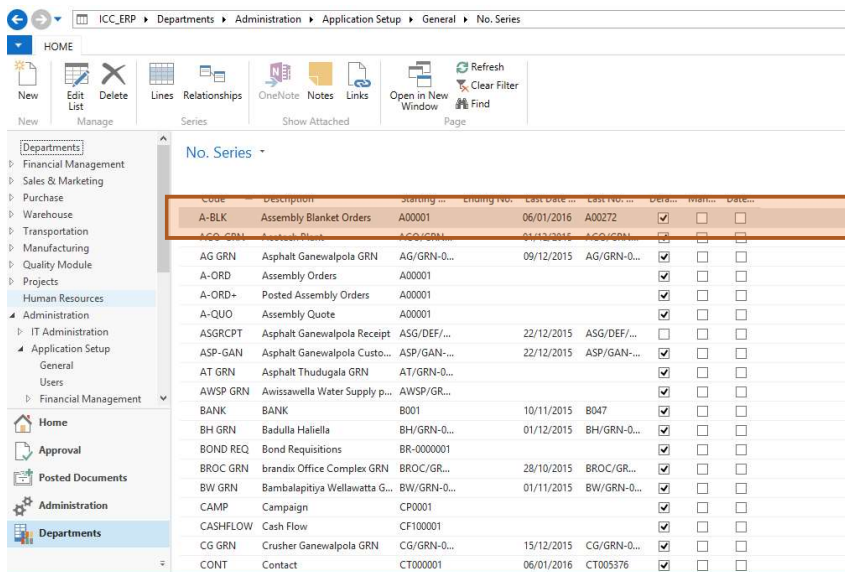 ICC_ERP Departments Administration Application Setup General No. Series
HOME
New Edit List Delete Lines Relationships OneNote Notes Links Open in New Window Refresh Clear Filter Find
New Manage Series Show Attached Page
Departments
Financial Management
Sales & Marketing
Purchase
Warehouse
Transportation
Manufacturing
Quality Module
Projects
Human Resources
Administration
IT Administration
Application Setup
General
Users
Financial Management
Home
Approval
Posted Documents
Administration
Departments
No. Series
Code Description Starting ... Ending No. Last Date ... Last No. ... Defa... Man... Date...
A-BLK Assembly Blanket Orders A00001 06/01/2016 A00272
AG GRN Asphalt Ganewalpola GRN AG/GRN-0... 09/12/2015 AG/GRN-0...
A-ORD Assembly Orders A00001
A-ORD+ Posted Assembly Orders A00001
A-QUO Assembly Quote A00001
ASGRCPT Asphalt Ganewalpola Receipt ASG/DEF/... 22/12/2015 ASG/DEF/...
ASP-GAN Asphalt Ganewalpola Custo... ASP/GAN-... 22/12/2015 ASP/GAN-...
AT GRN Asphalt Thudugala GRN AT/GRN-0...
AWSP GRN Awissawella Water Supply p... AWSP/GR...
BANK BANK B001 10/11/2015 B047
BH GRN Badulla Haliella BH/GRN-0... 01/12/2015 BH/GRN-0...
BOND REQ Bond Requisitions BR-0000001
BROC GRN brandix Office Complex GRN BROC/GR... 28/10/2015 BROC/GR...
BW GRN Bambalapitiya Wellawatta G... BW/GRN-0... 01/11/2015 BW/GRN-0...
CAMP Campaign CP0001
CASHFLOW Cash Flow CF100001
CG GRN Crusher Ganewalpola GRN CG/GRN-0... 15/12/2015 CG/GRN-0...
CONT Contact CT000001 06/01/2016 CT005376